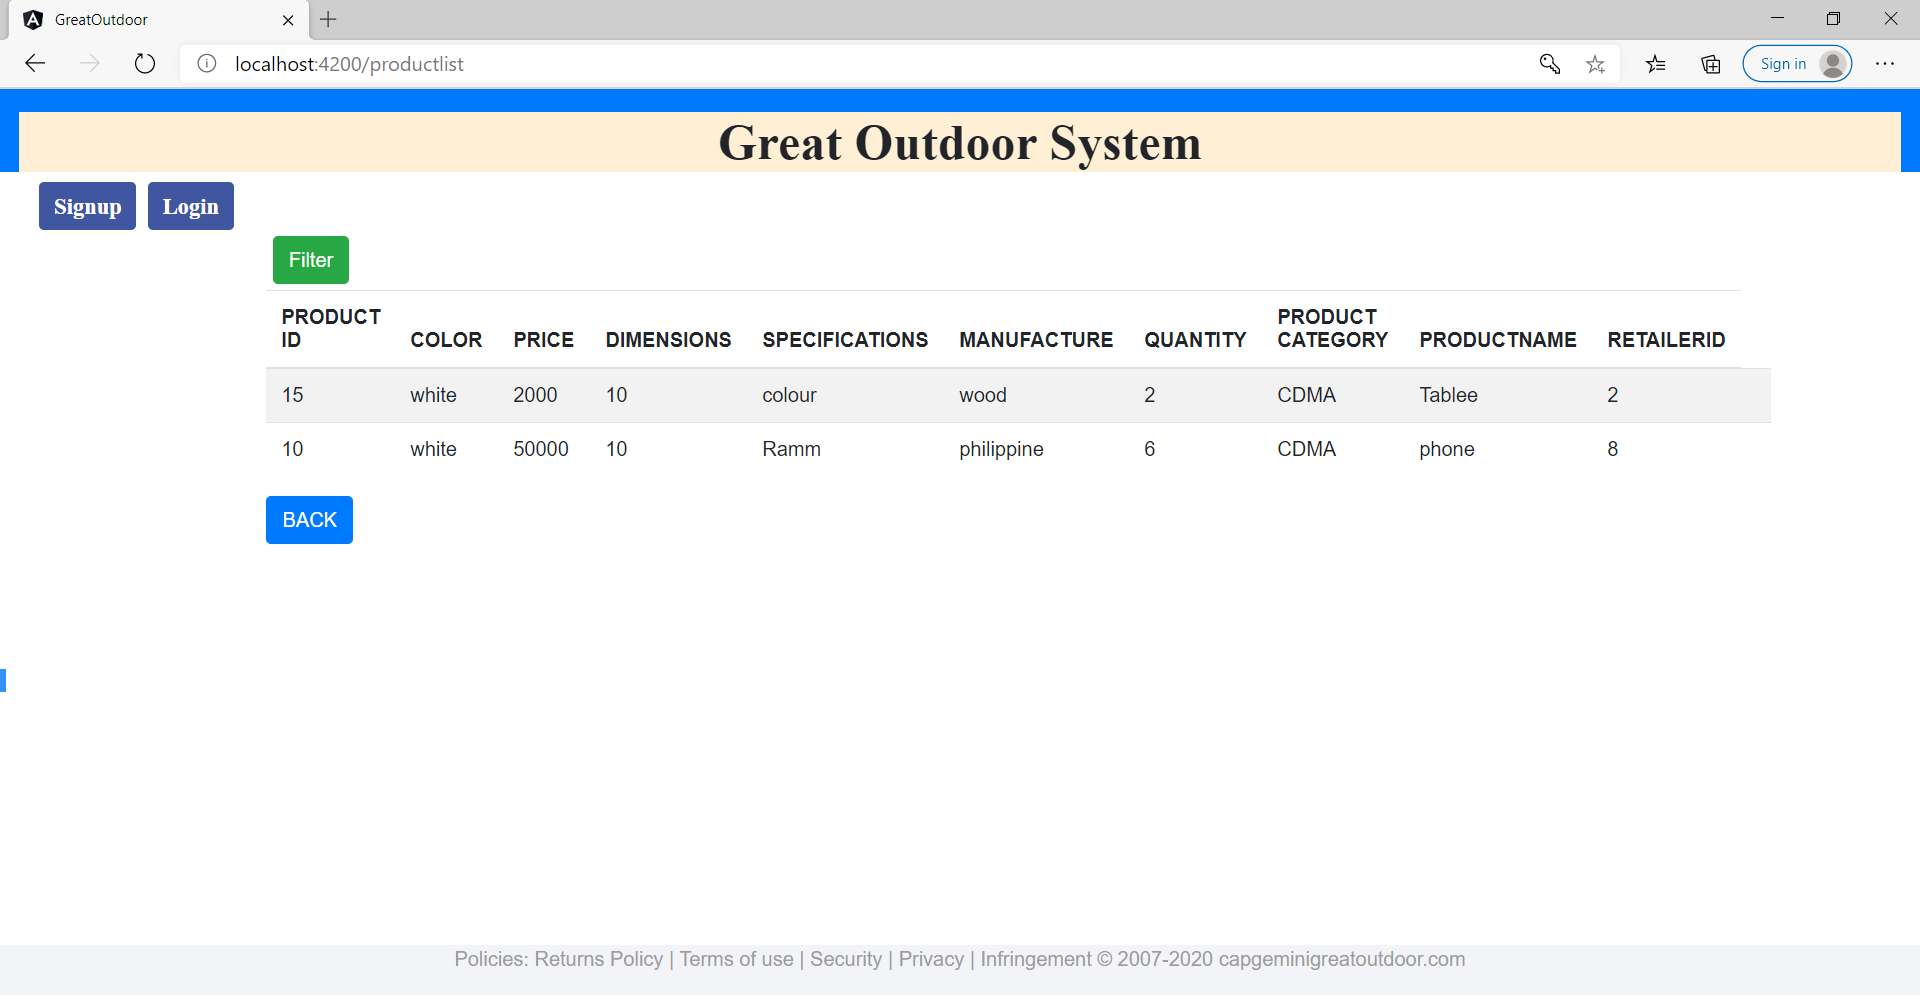 GreatOutdoor
localhost:4200/productlist
Sign in
Great Outdoor System
Signup Login
Filter
PRODUCT ID COLOR PRICE DIMENSIONS SPECIFICATIONS MANUFACTURE QUANTITY PRODUCT CATEGORY PRODUCTNAME RETAILERID
15 white 2000 10 colour wood 2 CDMA Tablee 2
10 white 50000 10 Ramm philippine 6 CDMA phone 8
BACK
Policies: Returns Policy | Terms of use | Security | Privacy | Infringement © 2007-2020 capgeminigreatoutdoor.com